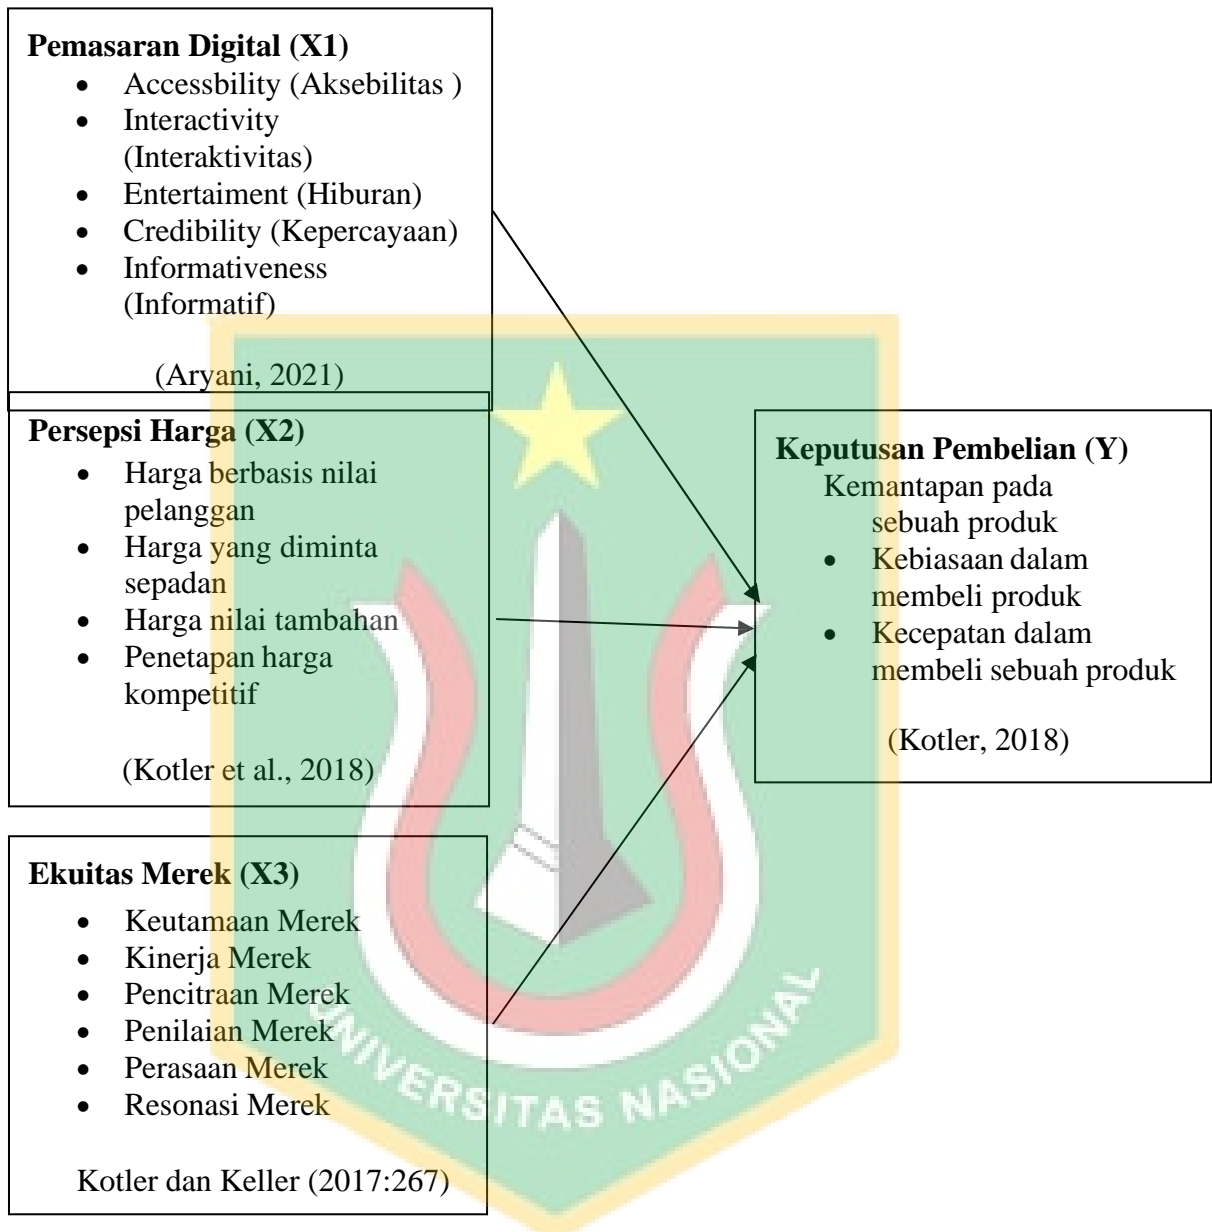 Pemasaran Digital (X1)
• Accessbility (Aksebilitas )
• Interactivity
(Interaktivitas)
• Entertaiment (Hiburan)
• Credibility (Kepercayaan)
• Informativeness
(Informatif)
(Aryani, 2021)
Persepsi Harga (X2)
• Harga berbasis nilai
pelanggan
• Harga yang diminta
sepadan
• Harga nilai tambahan
• Penetapan harga
kompetitif
(Kotler et al., 2018)
Ekuitas Merek (X3)
• Keutamaan Merek
• Kinerja Merek
• Pencitraan Merek
• Penilaian Merek
• Perasaan Merek
• Resonasi Merek
Kotler dan Keller (2017:267)
Keputusan Pembelian (Y)
Kemantapan pada
sebuah produk
• Kebiasaan dalam
membeli produk
• Kecepatan dalam
membeli sebuah produk
(Kotler, 2018)
UNIVERSITAS NASIONAL